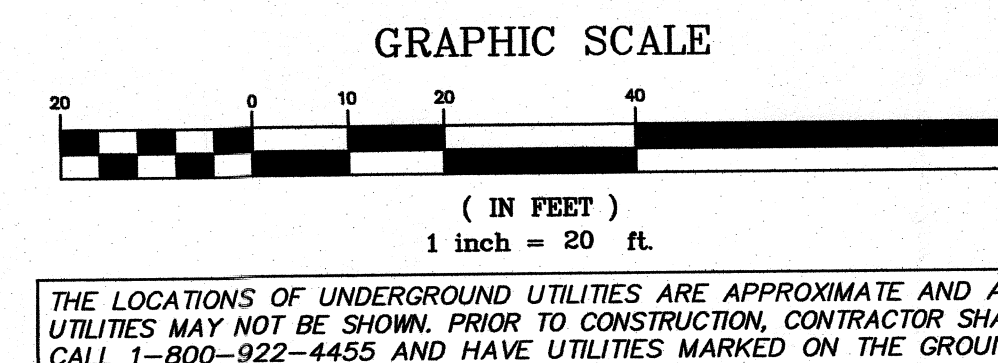 GRAPHIC SCALE
20 0 10 20 40
( IN FEET )
1 inch = 20 ft.
THE LOCATIONS OF UNDERGROUND UTILITIES ARE APPROXIMATE AND
UTILITIES MAY NOT BE SHOWN. PRIOR TO CONSTRUCTION, CONTRACTOR
CALL 1-800-922-4455 AND HAVE UTILITIES MARKED ON THE